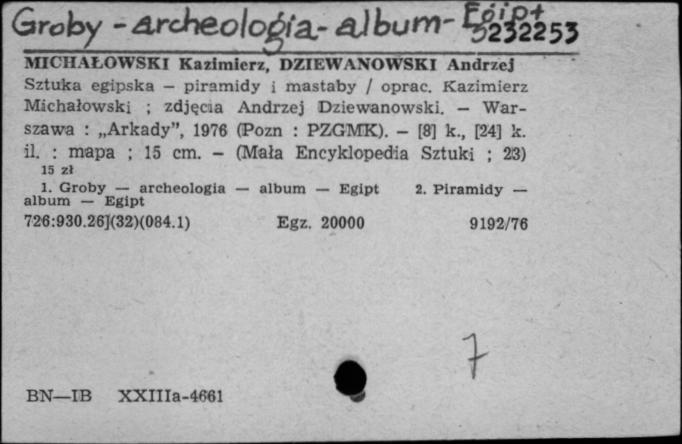 Groby - archeologia - album - Egipt
5232253
MICHAŁOWSKI Kazimierz, DZIEWANOWSKI Andrzej
Sztuka egipska — piramidy i mastaby / oprac. Kazimierz
Michałowski ; zdjęcia Andrzej Dziewanowski. — War-
szawa : „Arkady”, 1976 (Pozn : PZGMK). — [8] k., [24] k.
il. : mapa ; 15 cm. — (Mała Encyklopedia Sztuki ; 23)
15 zł
1. Groby — archeologia — album — Egipt 2. Piramidy —
album — Egipt
726:930.26](32)(084.1) Egz. 20000 9192/76
7
BN—IB XXIIIa-4661